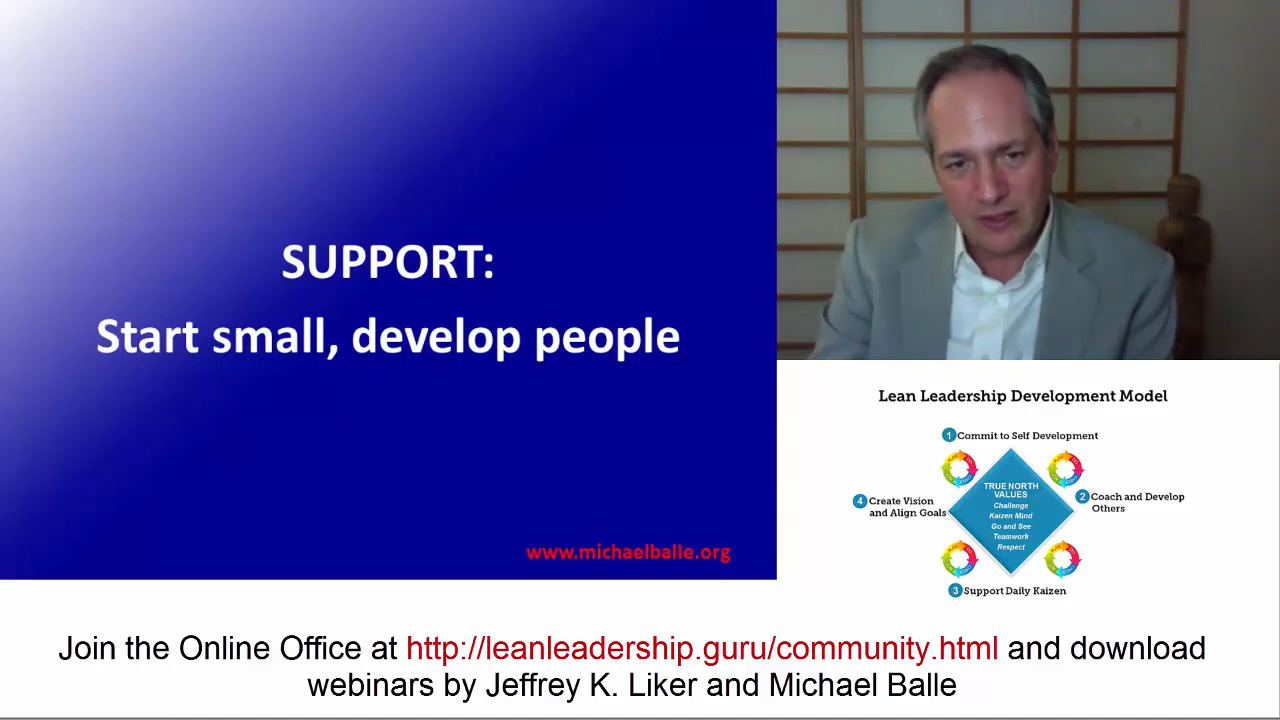 SUPPORT:
Start small, develop people
www.michaelballe.org
Lean Leadership Development Model
1 Commit to Self Development
TRUE NORTH
VALUES
Challenge
Kaizen Mind
Go and See
Teamwork
Respect
2 Coach and Develop
Others
3 Support Daily Kaizen
4 Create Vision
and Align Goals
Join the Online Office at http://leanleadership.guru/community.html and download
webinars by Jeffrey K. Liker and Michael Balle